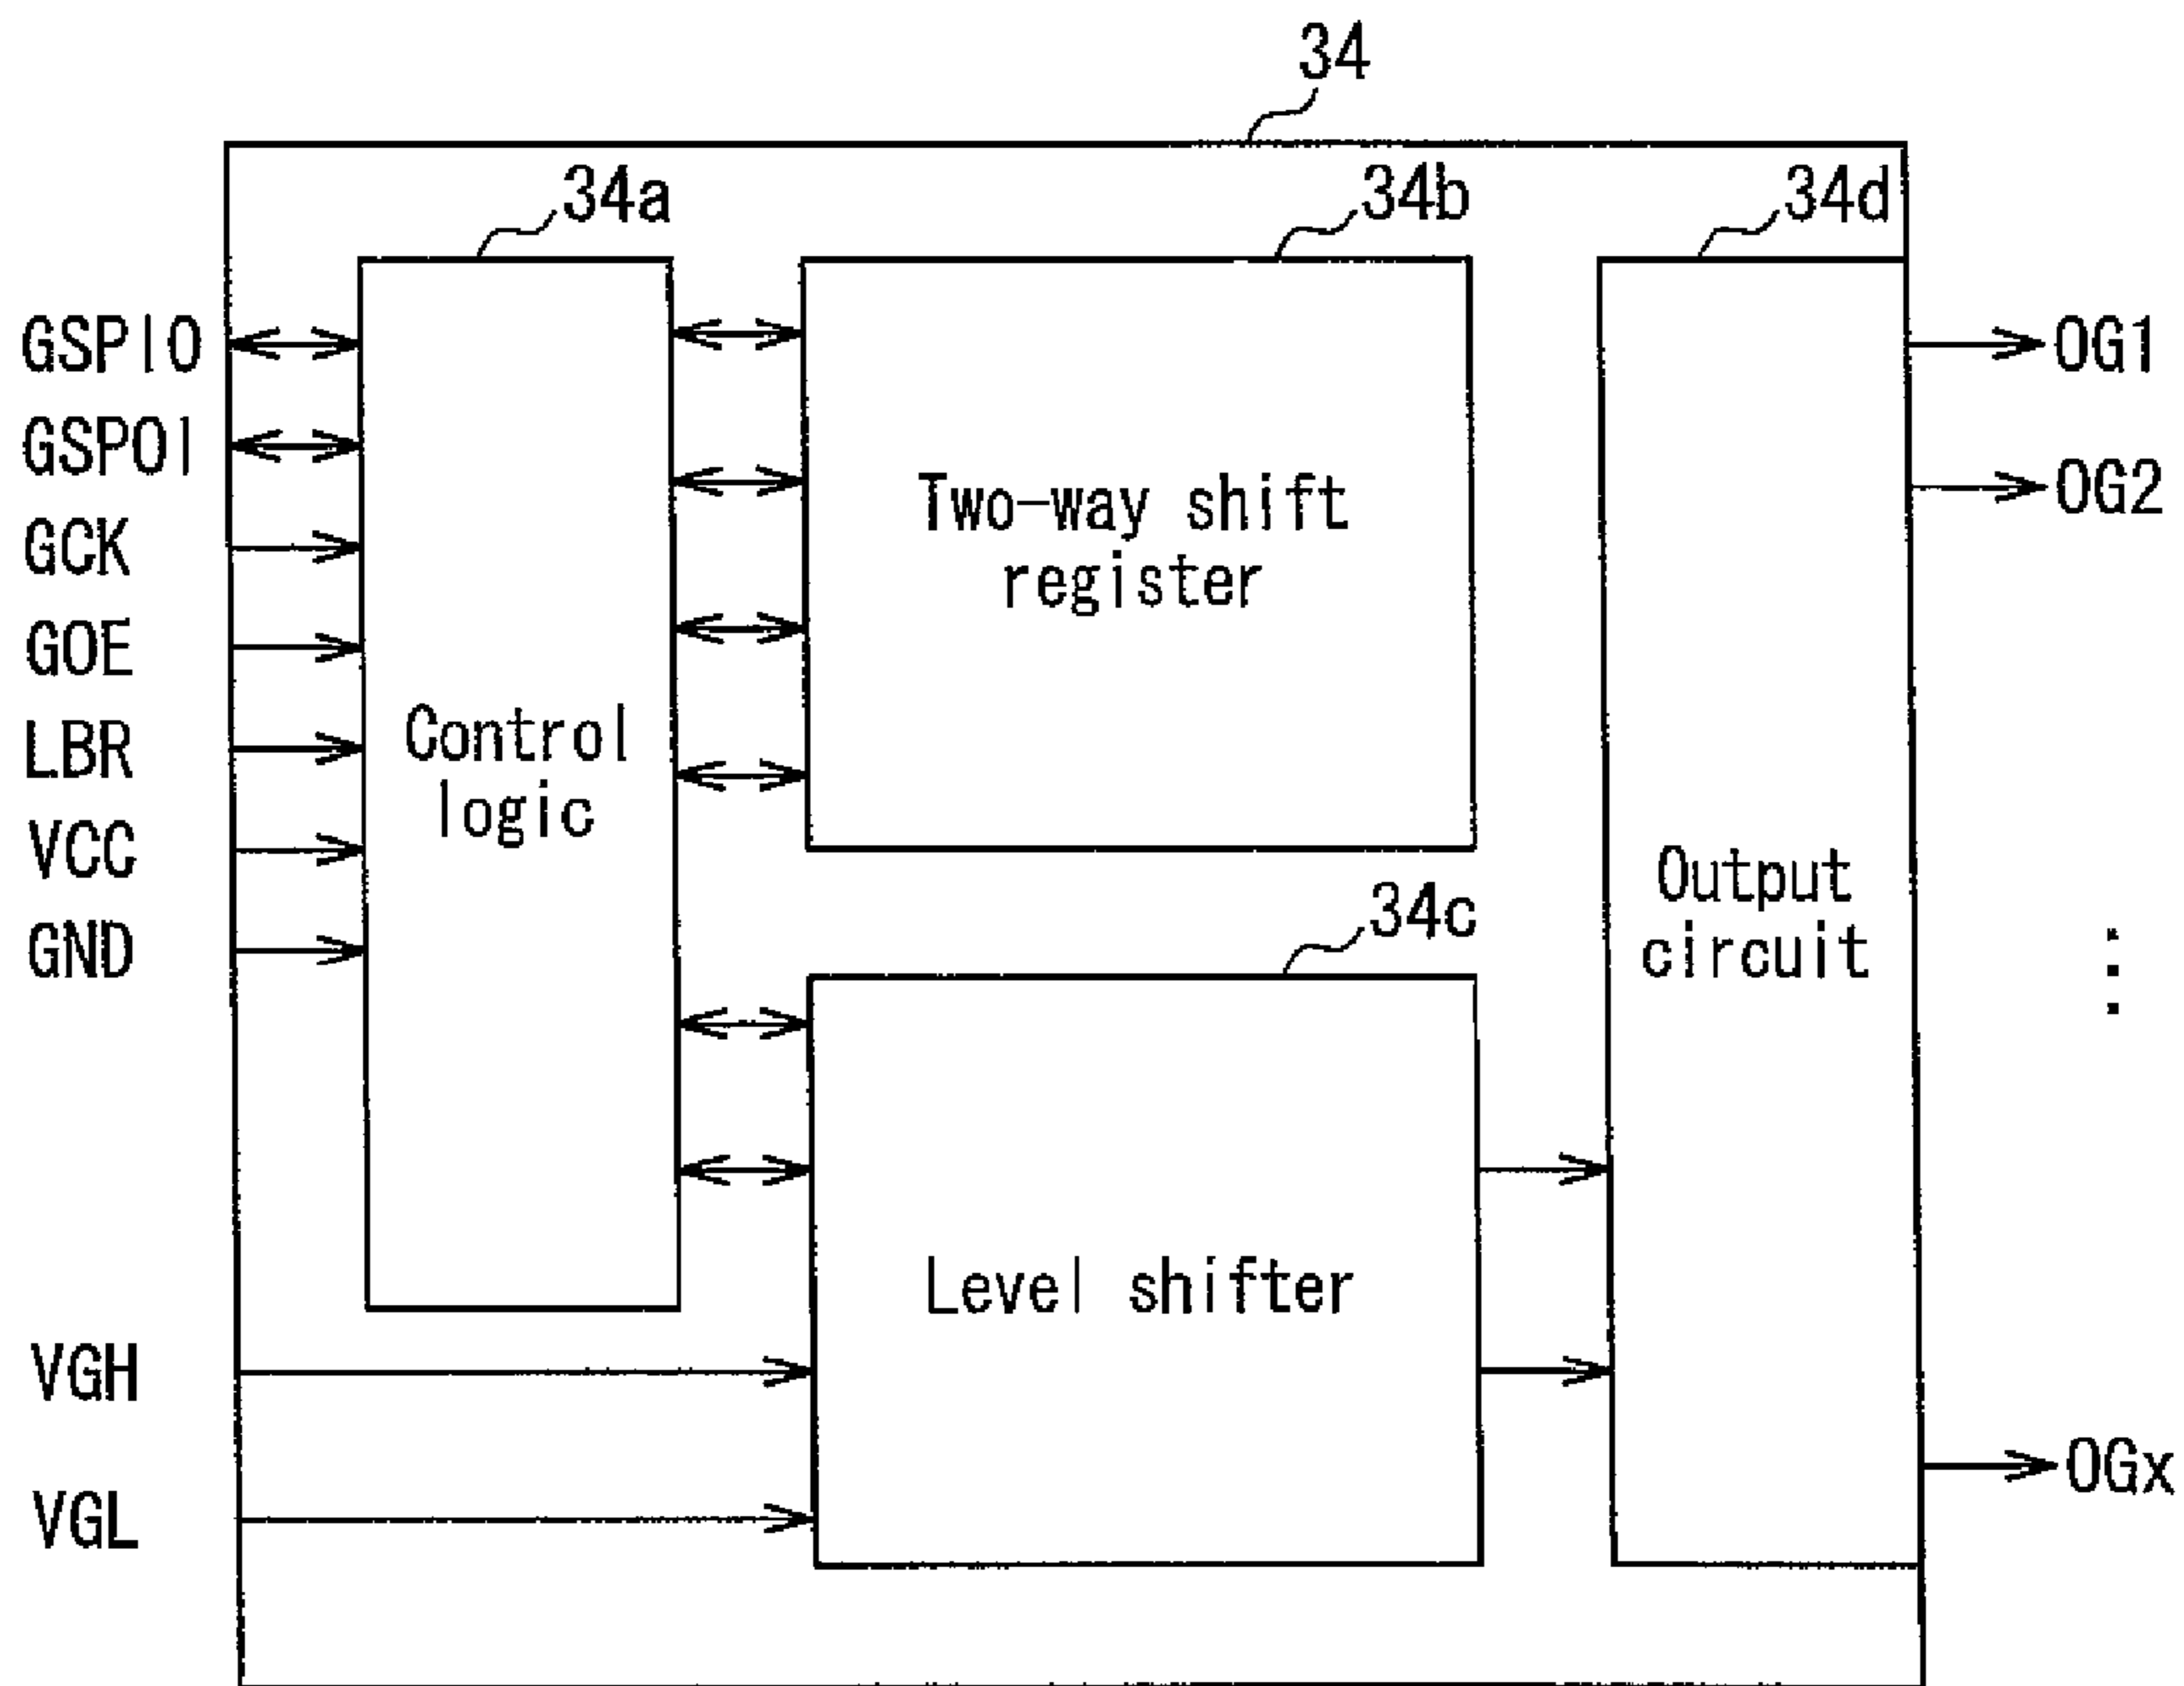 34
34a
34b
34d
GSPIO
GSPOI
GCK
GOE
LBR
VCC
GND
VGH
VGL
Control
logic
Two-way shift
register
34c
Level shifter
Output
circuit
OG1
OG2
OGx